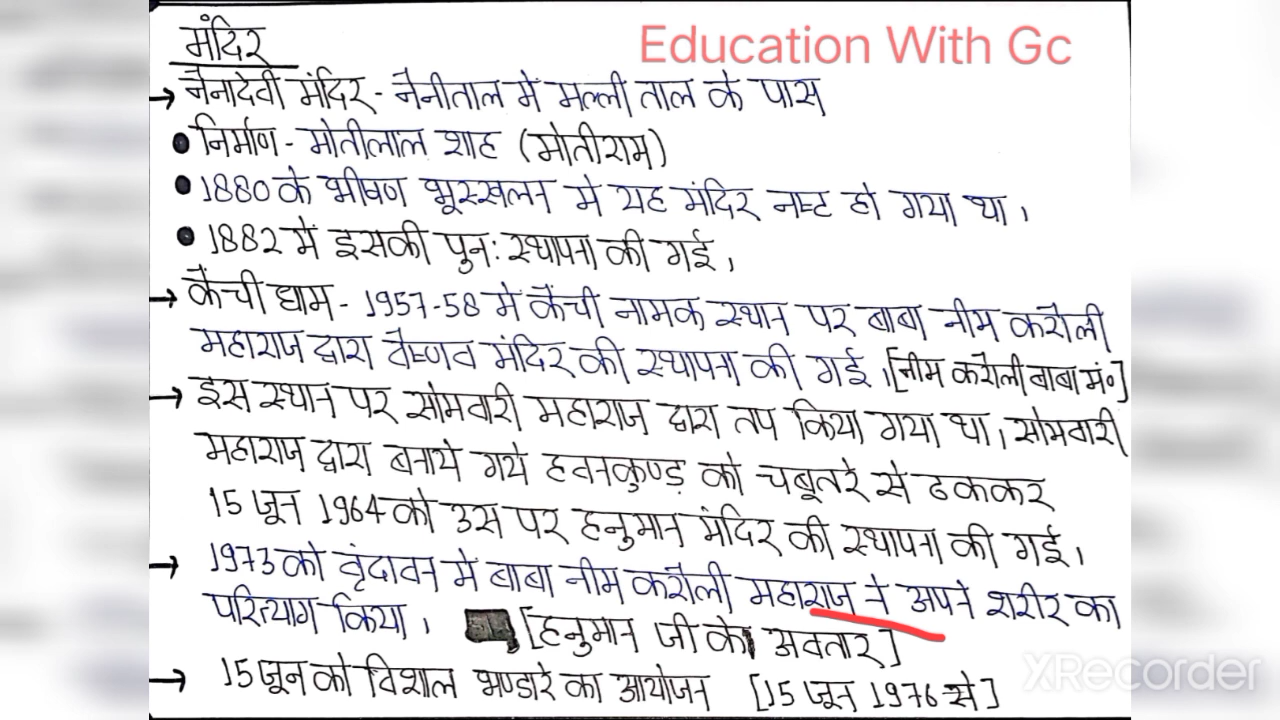 Education With Gc
मंदिर
→ नैनादेवी मंदिर - नैनीताल में मल्ली ताल के पास
● निर्माण - मोतीलाल शाह (मोतीराम)
● 1880 के भीषण भूस्खलन में यह मंदिर नष्ट हो गया था।
● 1882 में इसकी पुन: स्थापना की गई।
→ कैंची धाम - 1957-58 में कैंची नामक स्थान पर बाबा नीम करौली
महाराज द्वारा वैष्णव मंदिर की स्थापना की गई। [नीम करौली बाबा मं॰]
→ इस स्थान पर सोमवारी महाराज द्वारा तप किया गया था। सोमवारी
महाराज द्वारा बनाये गये हवनकुण्ड़ को चबूतरे से ढककर
15 जून 1964 को उस पर हनुमान मंदिर की स्थापना की गई।
→ 1973 को वृंदावन में बाबा नीम करौली महाराज ने अपने शरीर का
परित्याग किया। [हनुमान जी के अवतार]
→ 15 जून को विशाल भण्डारे का आयोजन [15 जून 1976 से]
XRecorder